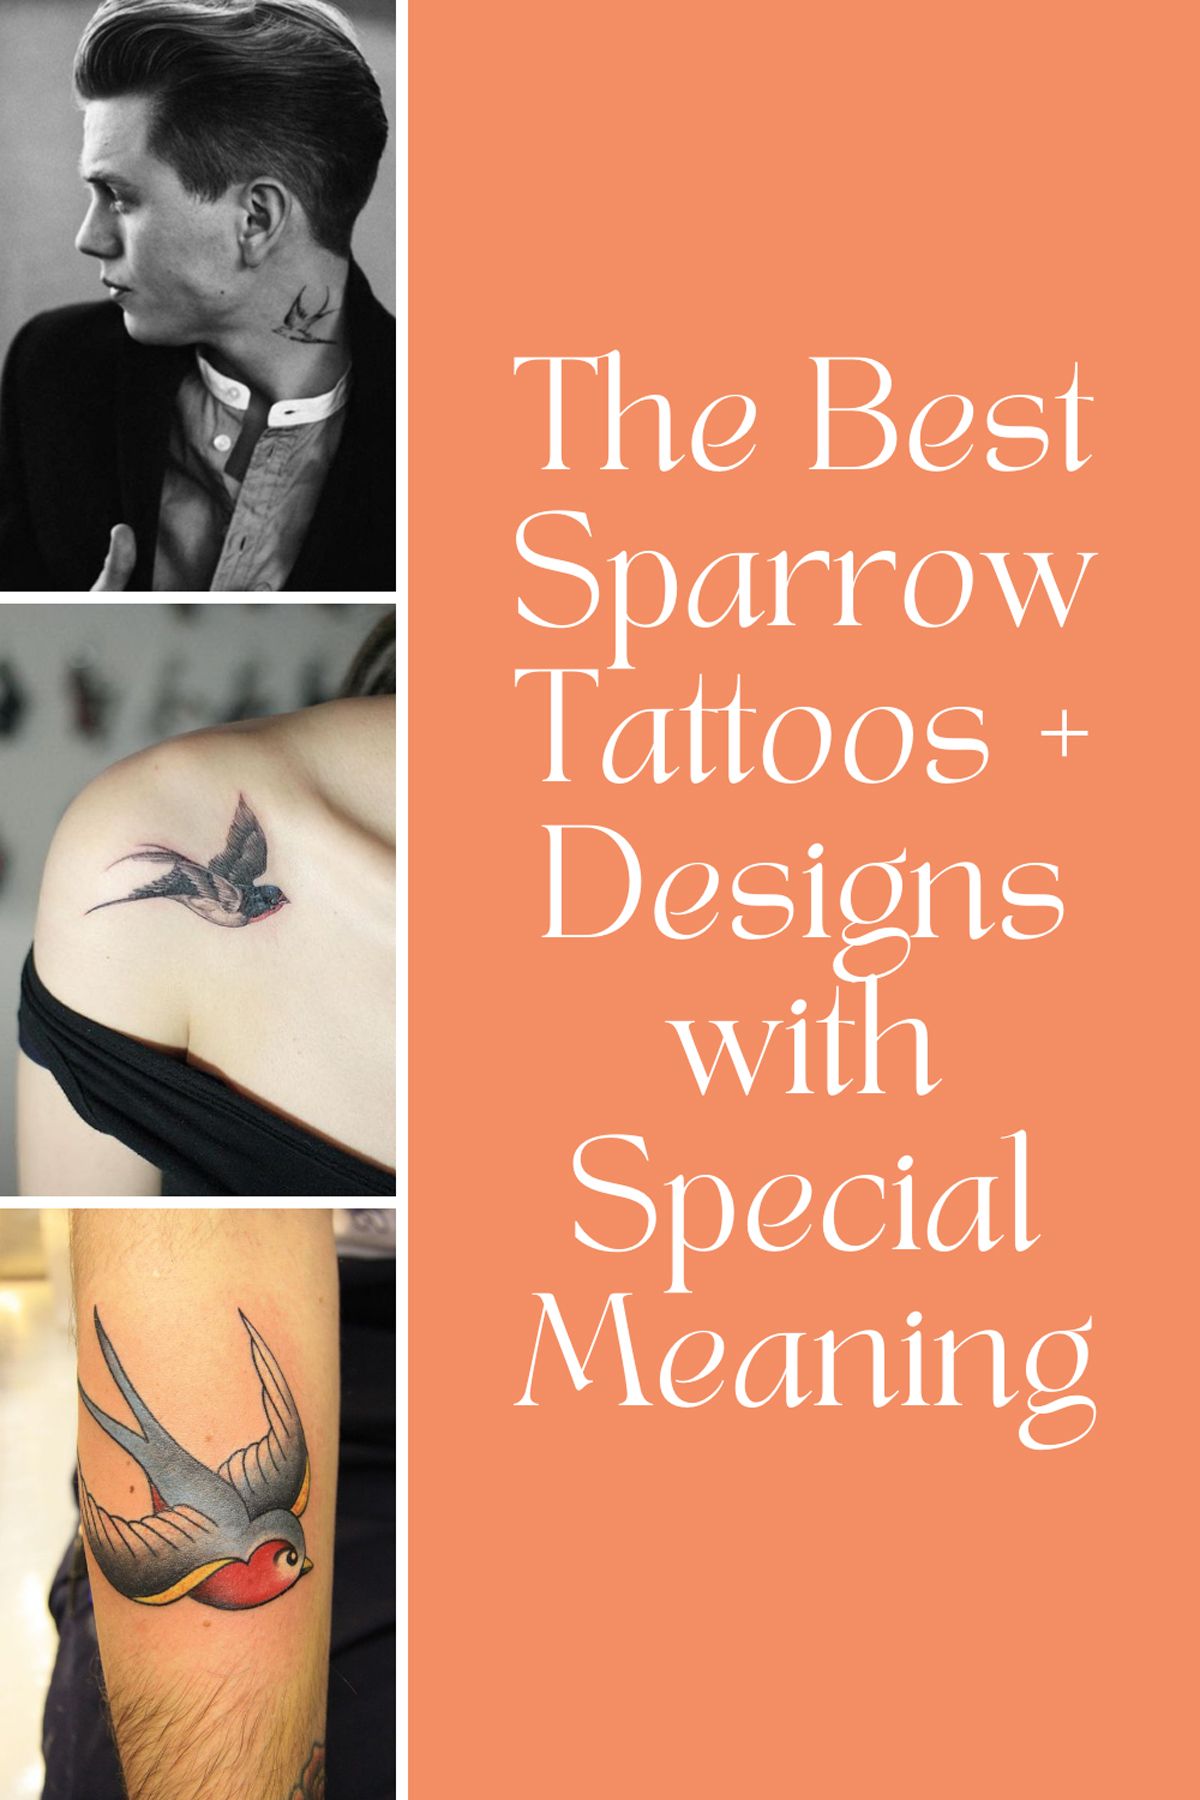 The Best
Sparrow
Tattoos +
Designs
with
Special
Meaning